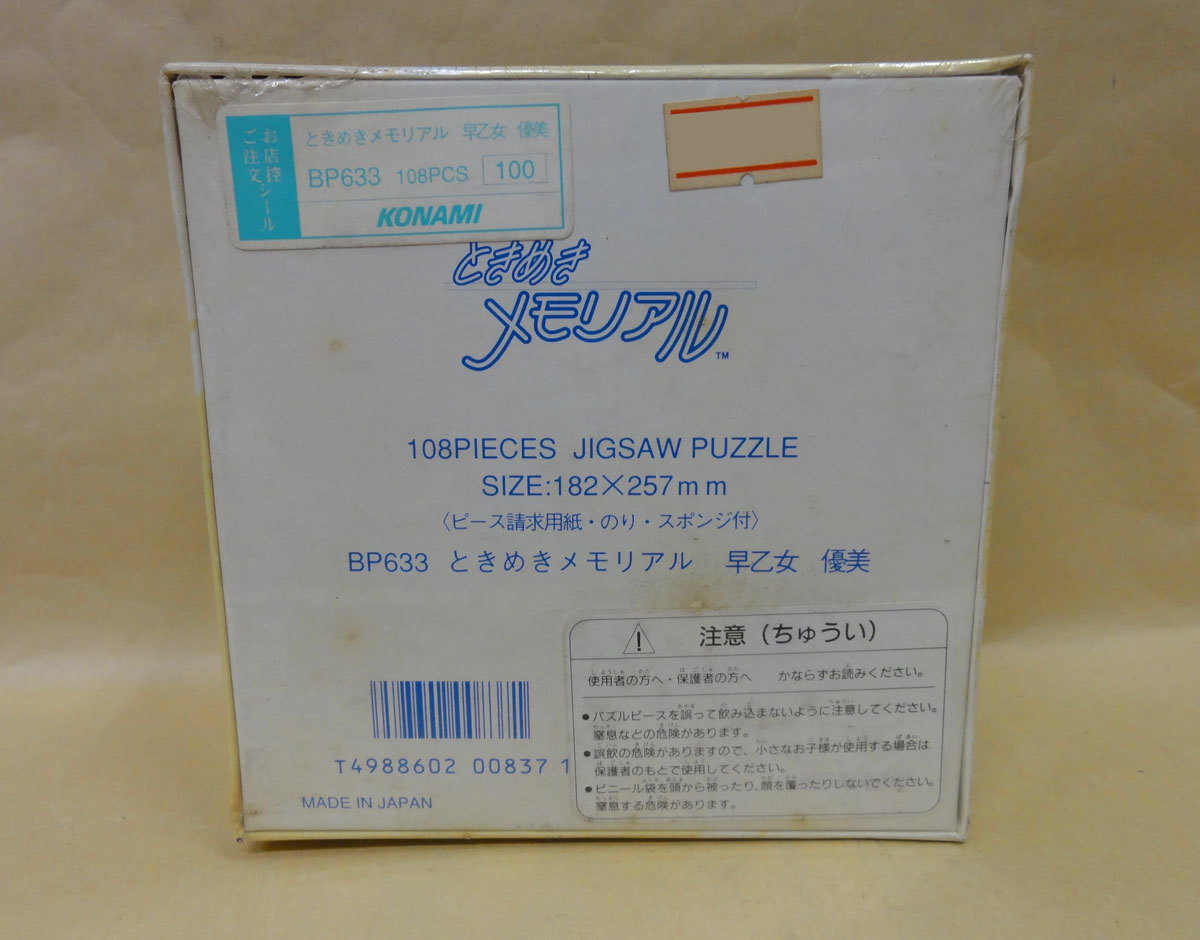 お店控
ご注文シール
ときめきメモリアル 早乙女 優美
BP633 108PCS 100
KONAMI
ときめき
メモリアル™
108PIECES JIGSAW PUZZLE
SIZE:182×257mm
〈ピース請求用紙・のり・スポンジ付〉
BP633 ときめきメモリアル 早乙女 優美
注意（ちゅうい）
使用者の方へ・保護者の方へ かならずお読みください。
●パズルピースを誤って飲み込まないように注意してください。
窒息などの危険があります。
●誤飲の危険がありますので、小さなお子様が使用する場合は
保護者のもとで使用してください。
●ビニール袋を頭から被ったり、顔を覆ったりしないでください。
窒息する危険があります。
T4988602 00837 1
MADE IN JAPAN